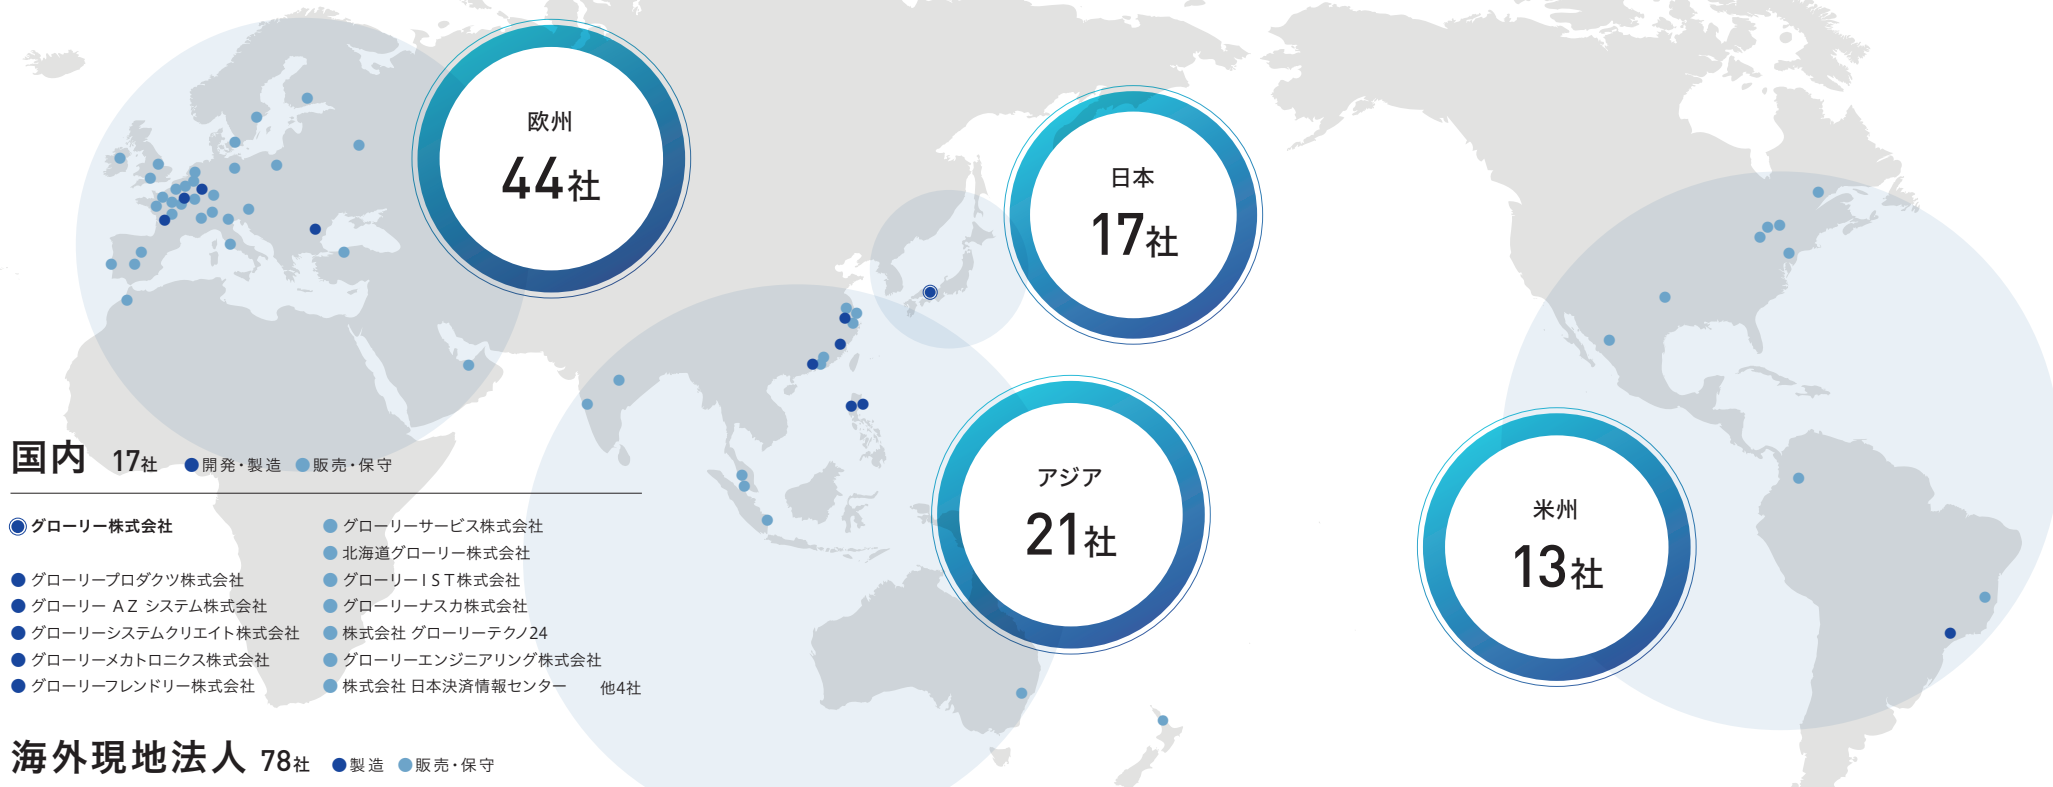 欧州
44社
日本
17社
アジア
21社
米州
13社
国内 17社 ●開発・製造 ●販売・保守
グローリー株式会社
グローリープロダクツ株式会社
グローリー AZ システム株式会社
グローリーシステムクリエイト株式会社
グローリーメカトロニクス株式会社
グローリーフレンドリー株式会社
グローリーサービス株式会社
北海道グローリー株式会社
グローリーIST株式会社
グローリーナスカ株式会社
株式会社 グローリーテクノ24
グローリーエンジニアリング株式会社
株式会社 日本決済情報センター 他4社
海外現地法人 78社 ●製造 ●販売・保守